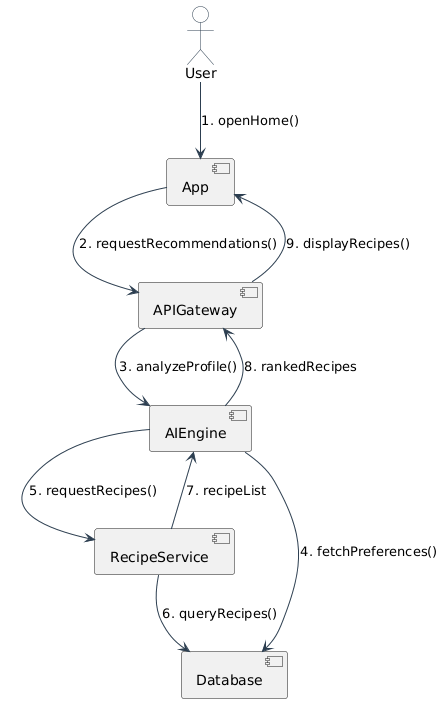 User
1. openHome()
App
2. requestRecommendations()
9. displayRecipes()
APIGateway
3. analyzeProfile()
8. rankedRecipes
AIEngine
5. requestRecipes()
7. recipeList
RecipeService
4. fetchPreferences()
6. queryRecipes()
Database